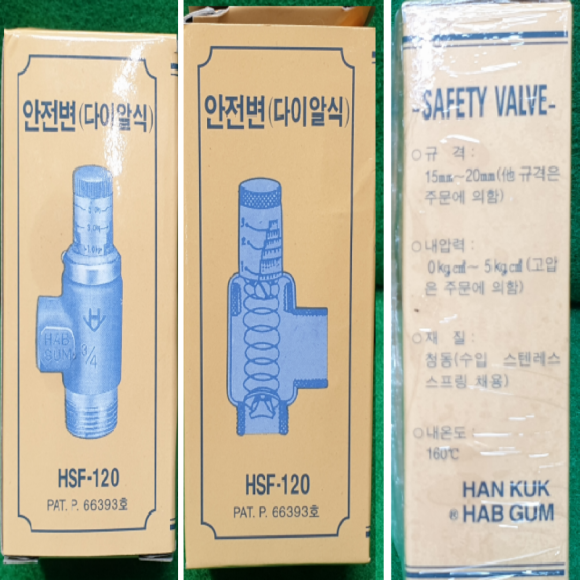 안전변(다이얄식)
HAB
GUM
3/4
HSF-120
PAT. P. 66393호
안전변(다이얄식)
HSF-120
PAT. P. 66393호
-SAFETY VALVE-
○규 격 :
15㎜~20㎜(他 규격은
주문에 의함)
○내압력 :
0㎏/㎠~ 5㎏/㎠(고압
은 주문에 의함)
○재 질 :
청동(수입 스텐레스
스프링 채용)
○내온도 :
160℃
HAN KUK
® HAB GUM